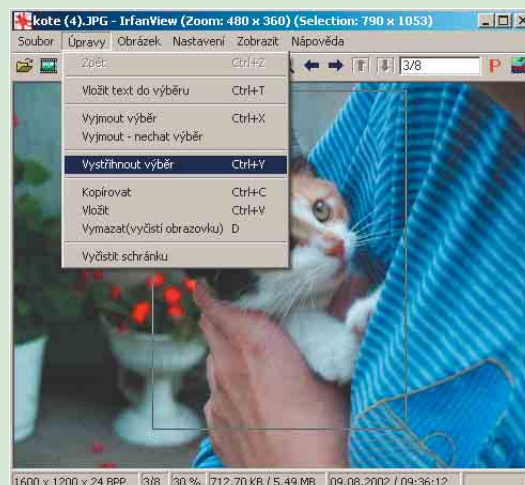 kote (4).JPG - IrfanView (Zoom: 480 x 360) (Selection: 790 x 1053)
Soubor Úpravy Obrázek Nastavení Zobrazit Nápověda
3/8 P
Zpět Ctrl+Z
Vložit text do výběru Ctrl+T
Vyjmout výběr Ctrl+X
Vyjmout - nechat výběr
Vystřihnout výběr Ctrl+Y
Kopírovat Ctrl+C
Vložit Ctrl+V
Vymazat(vyčistí obrazovku) D
Vyčistit schránku
1600 x 1200 x 24 BPP 3/8 30 % 712.70 KB / 5.49 MB 09.08.2002 / 09:36:12